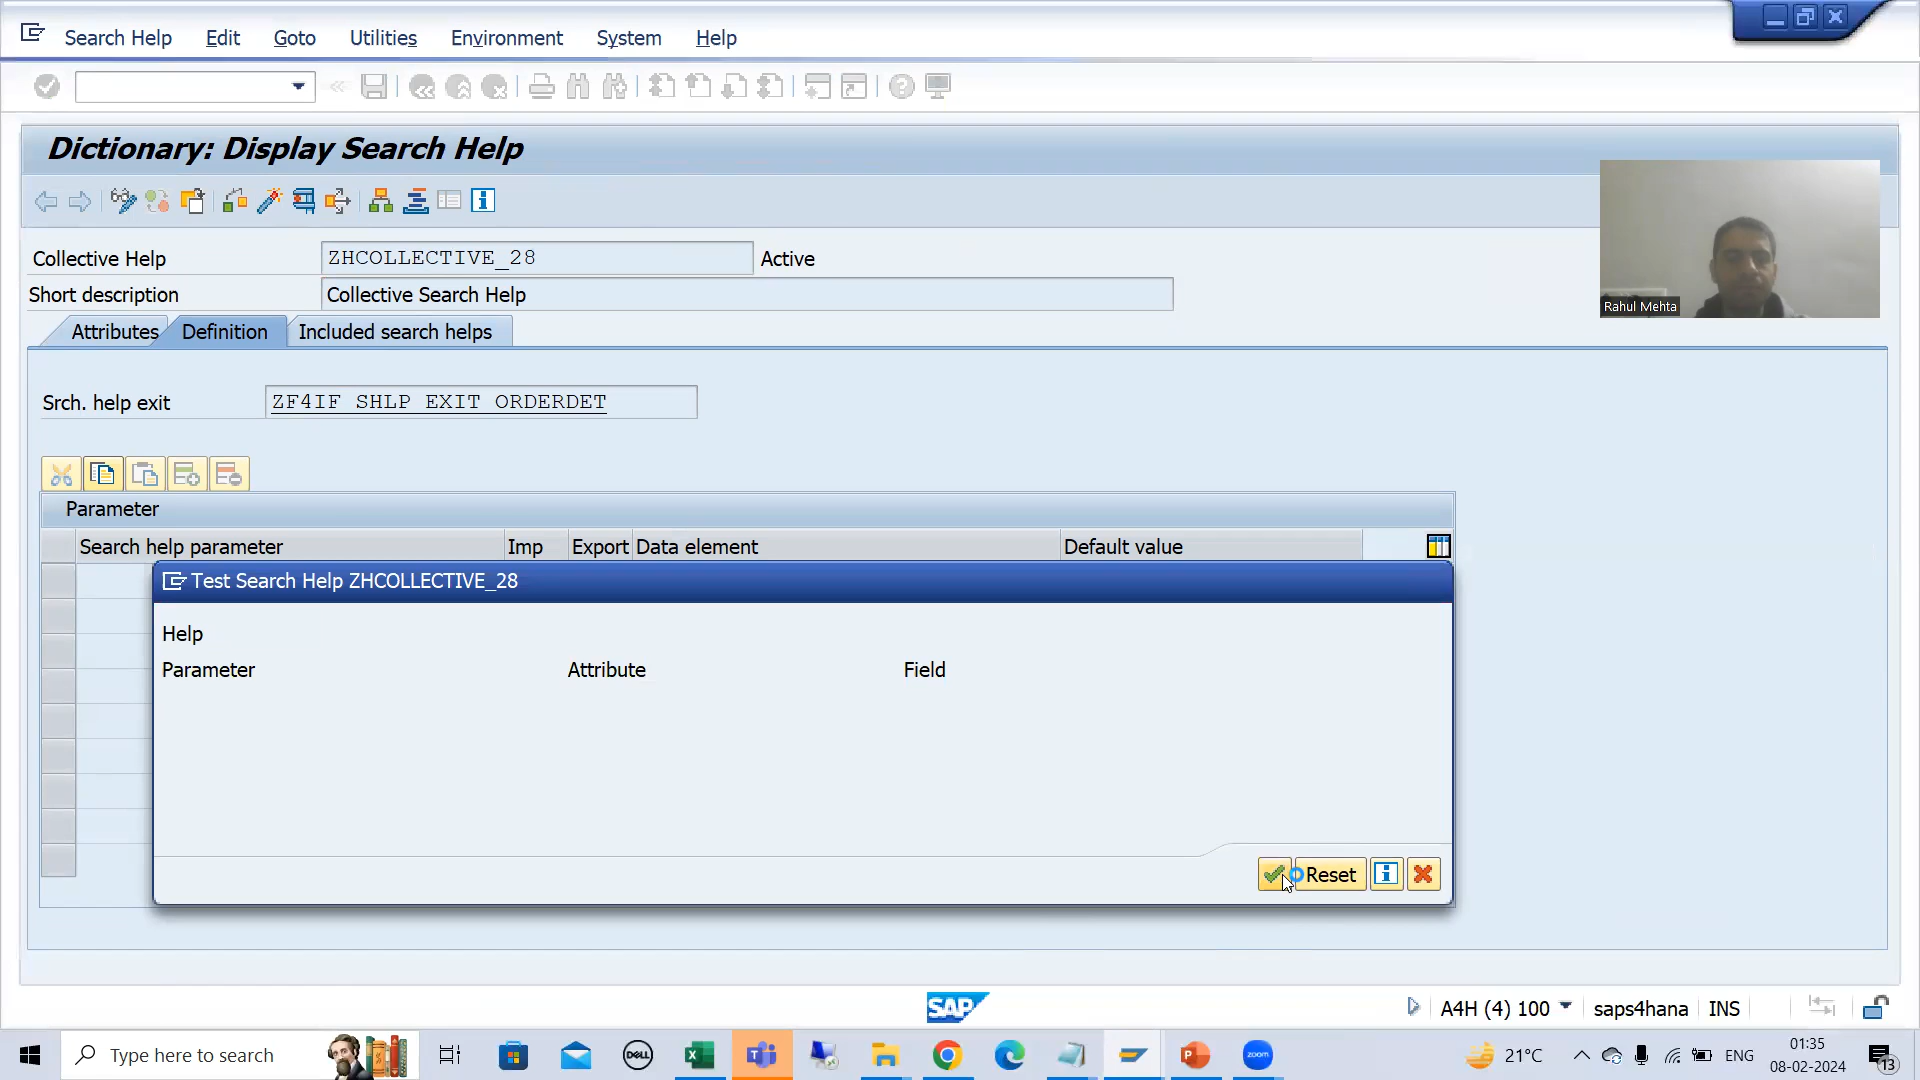 Search Help Edit Goto Utilities Environment System Help
Dictionary: Display Search Help
Collective Help ZHCOLLECTIVE_28 Active
Short description Collective Search Help
Rahul Mehta
Attributes Definition Included search helps
Srch. help exit ZF4IF_SHLP_EXIT_ORDERDET
Parameter
Search help parameter Imp Export Data element Default value
Test Search Help ZHCOLLECTIVE_28
Help
Parameter Attribute Field
Reset
SAP A4H (4) 100 saps4hana INS
Type here to search DELL zoom 21°C ENG 01:35
08-02-2024 13